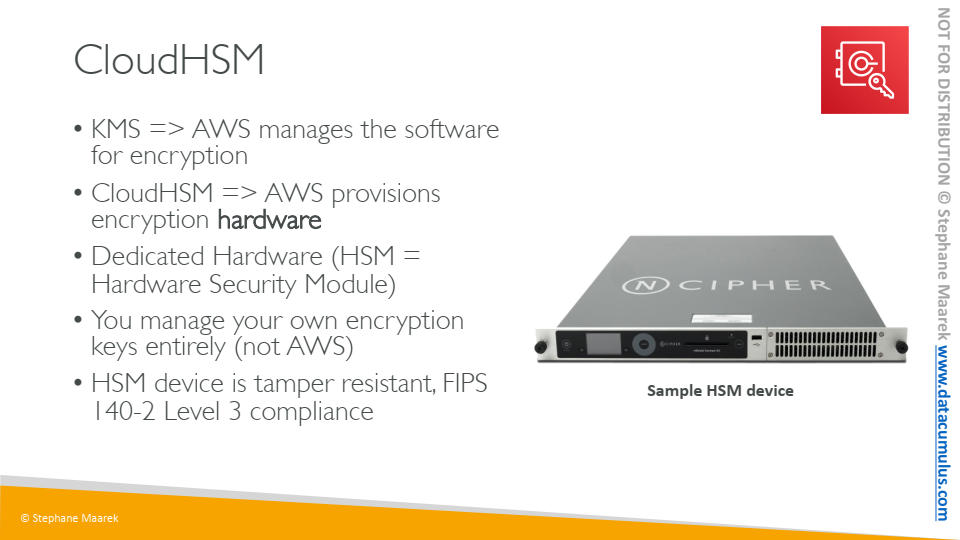 CloudHSM
• KMS => AWS manages the software
for encryption
• CloudHSM => AWS provisions
encryption hardware
• Dedicated Hardware (HSM =
Hardware Security Module)
• You manage your own encryption
keys entirely (not AWS)
• HSM device is tamper resistant, FIPS
140-2 Level 3 compliance
NCIPHER
Sample HSM device
© Stephane Maarek
NOT FOR DISTRIBUTION © Stephane Maarek www.datacumulus.com